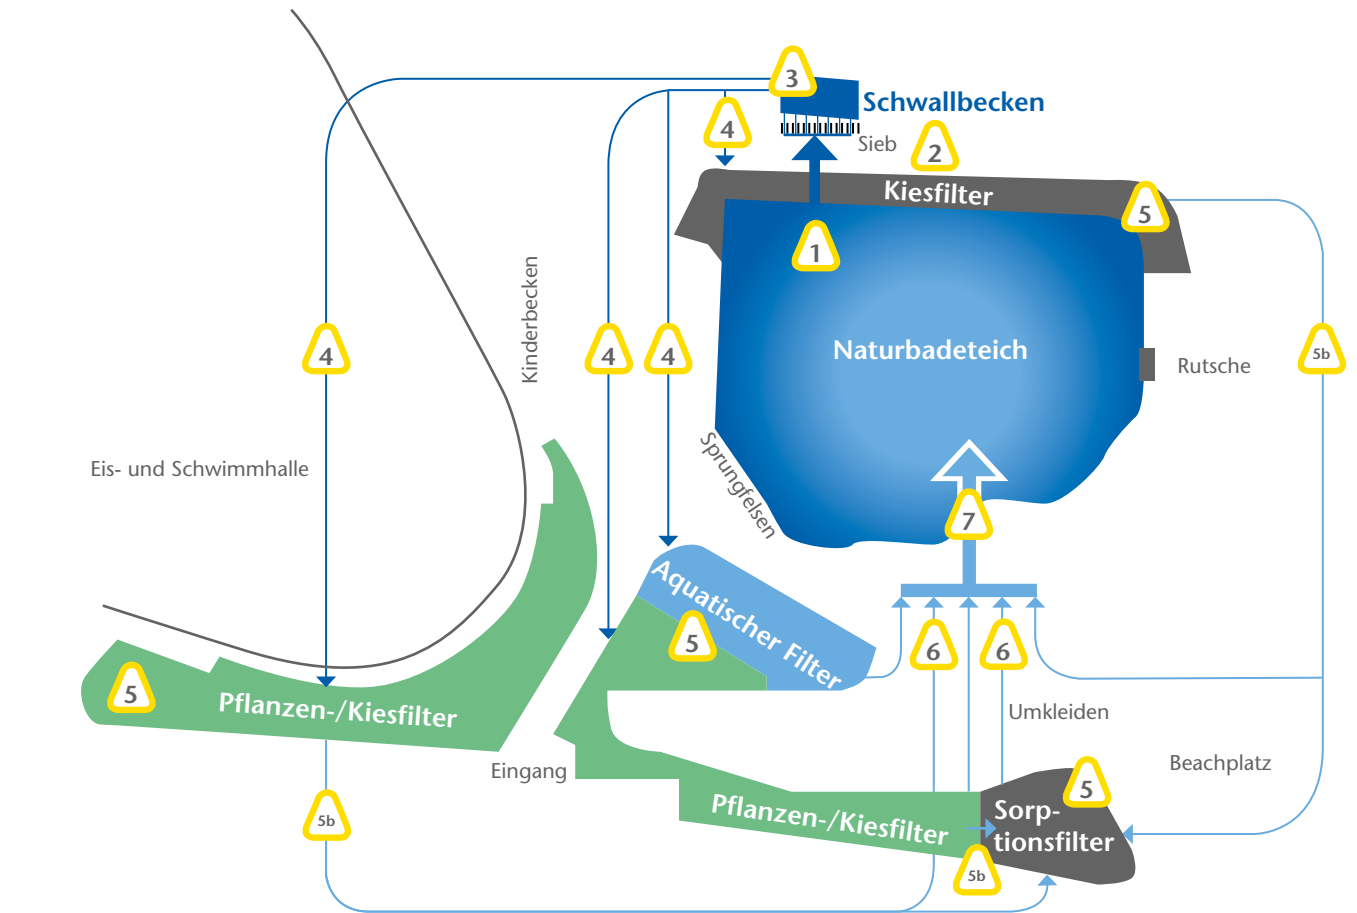 3
Schwallbecken
4
Sieb
2
Kiesfilter
5
1
Kinderbecken
4
4
4
Naturbadeteich
5b
Rutsche
Sprungfelsen
Eis- und Schwimmhalle
7
Aquatischer Filter
5
6
6
5
Pflanzen-/Kiesfilter
Umkleiden
Eingang
Beachplatz
5
5b
Pflanzen-/Kiesfilter
Sorp-
tionsfilter
5b